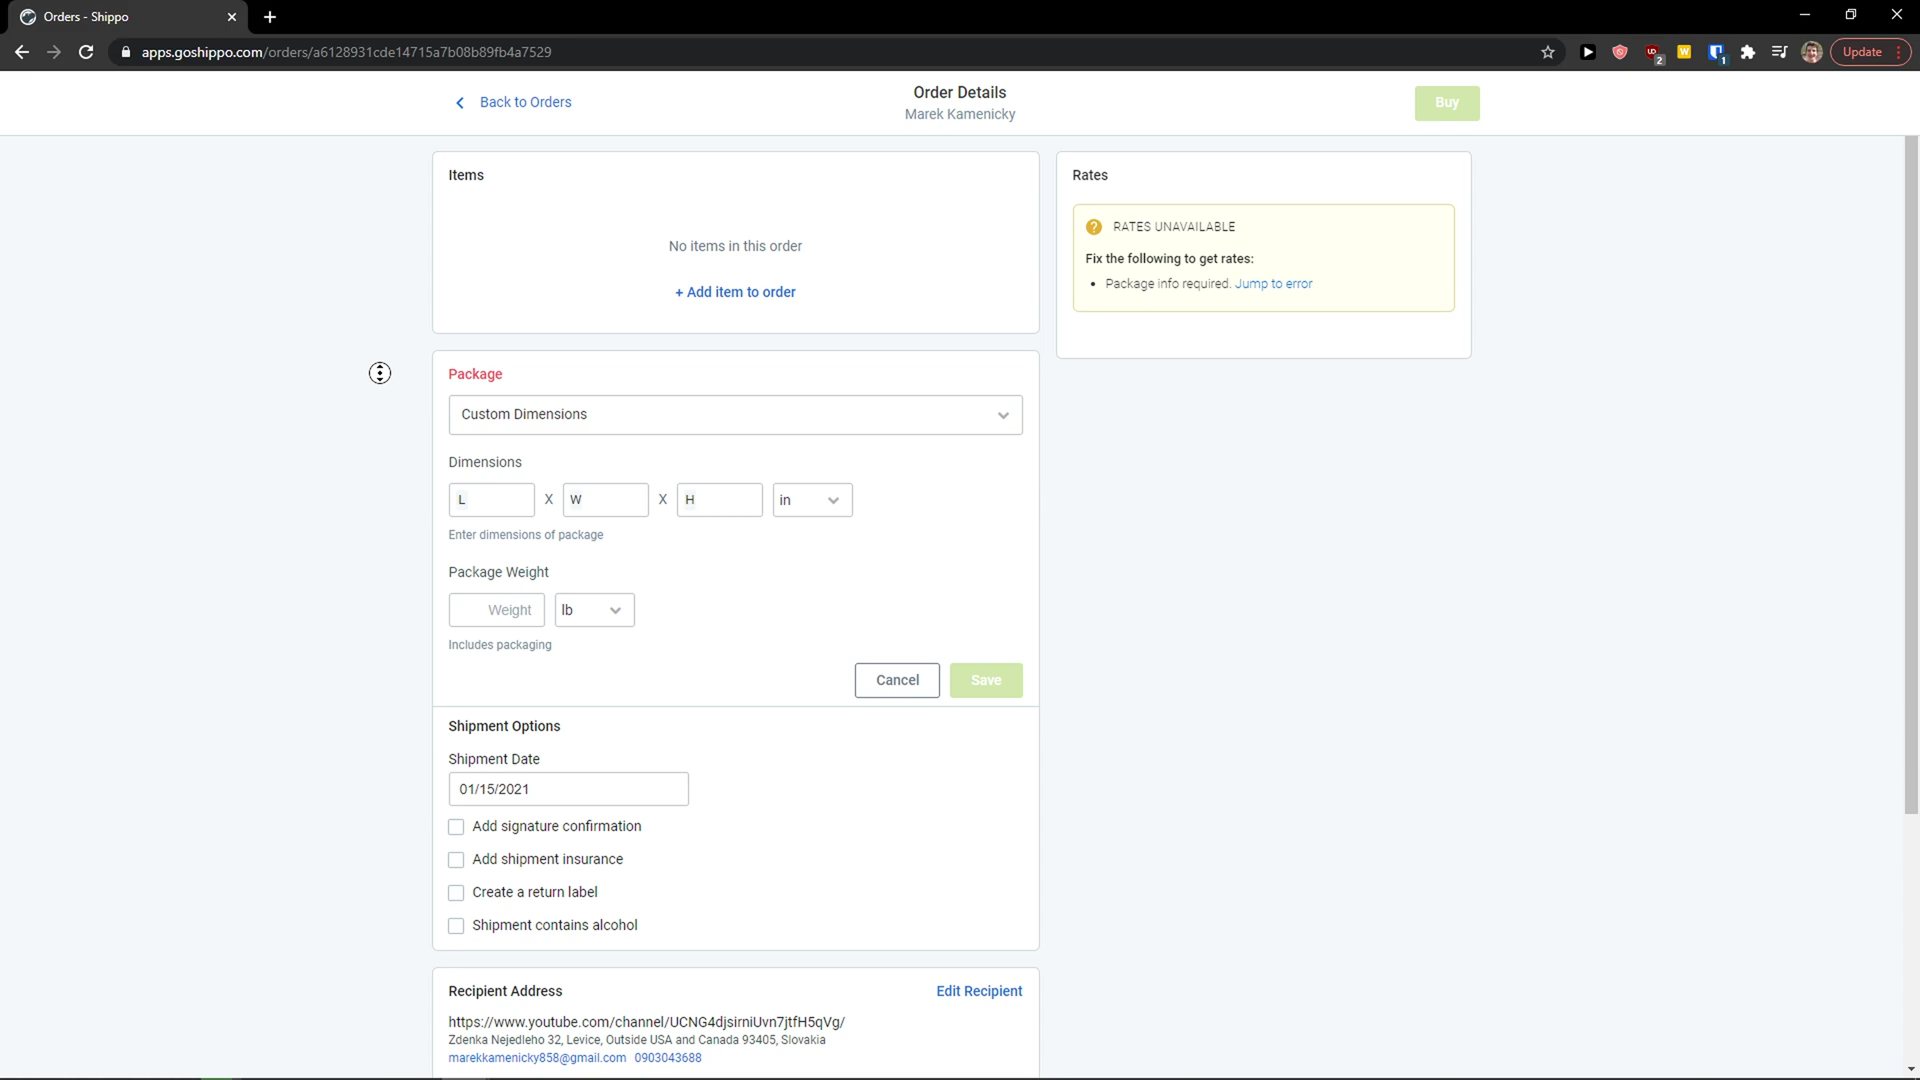 Orders - Shippo
apps.goshippo.com/orders/a6128931cde14715a7b08b89fb4a7529
2
W
1
Update
Back to Orders
Order Details
Marek Kamenicky
Buy
Items
No items in this order
+ Add item to order
Rates
? RATES UNAVAILABLE
Fix the following to get rates:
• Package info required. Jump to error
Package
Custom Dimensions
Dimensions
L X W X H in
Enter dimensions of package
Package Weight
Weight lb
Includes packaging
Cancel Save
Shipment Options
Shipment Date
01/15/2021
Add signature confirmation
Add shipment insurance
Create a return label
Shipment contains alcohol
Recipient Address
Edit Recipient
https://www.youtube.com/channel/UCNG4djsirniUvn7jtfH5qVg/
Zdenka Nejedleho 32, Levice, Outside USA and Canada 93405, Slovakia
marekkamenicky858@gmail.com 0903043688